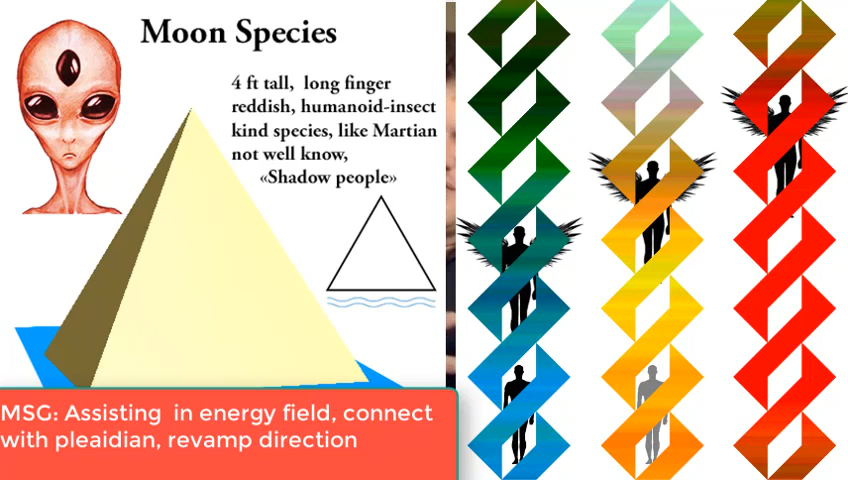 Moon Species
4 ft tall, long finger
reddish, humanoid-insect
kind species, like Martian
not well know,
«Shadow people»
MSG: Assisting in energy field, connect
with pleaidian, revamp direction